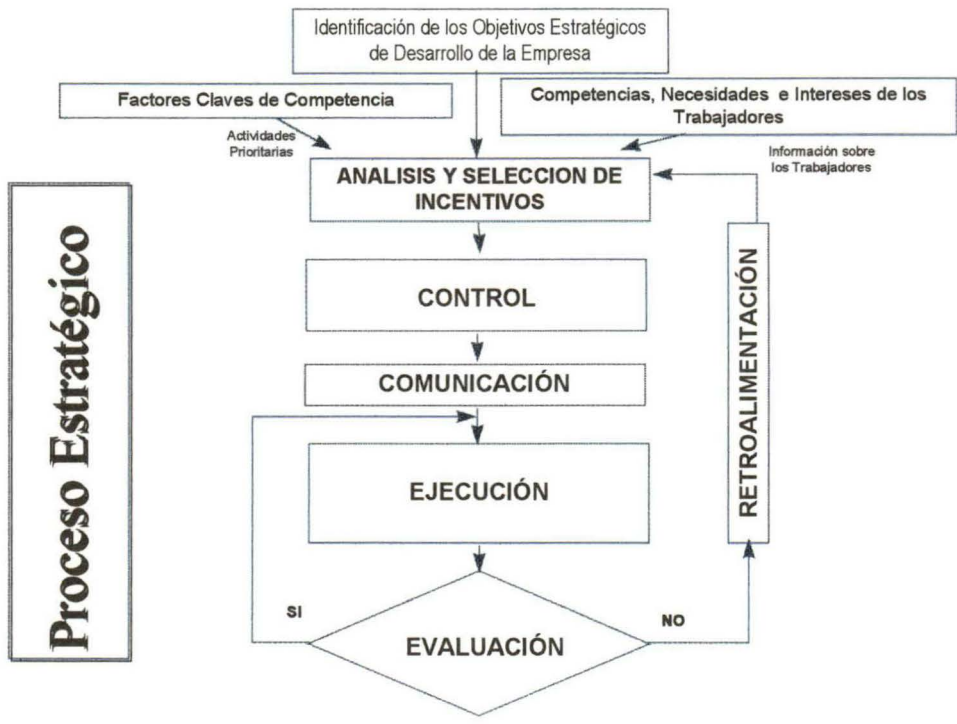 Identificación de los Objetivos Estratégicos
de Desarrollo de la Empresa
Factores Claves de Competencia
Competencias, Necesidades e Intereses de los
Trabajadores
Actividades
Prioritarias
Información sobre
los Trabajadores
ANALISIS Y SELECCION DE
INCENTIVOS
CONTROL
COMUNICACIÓN
EJECUCIÓN
SI
NO
EVALUACIÓN
RETROALIMENTACIÓN
Proceso Estratégico